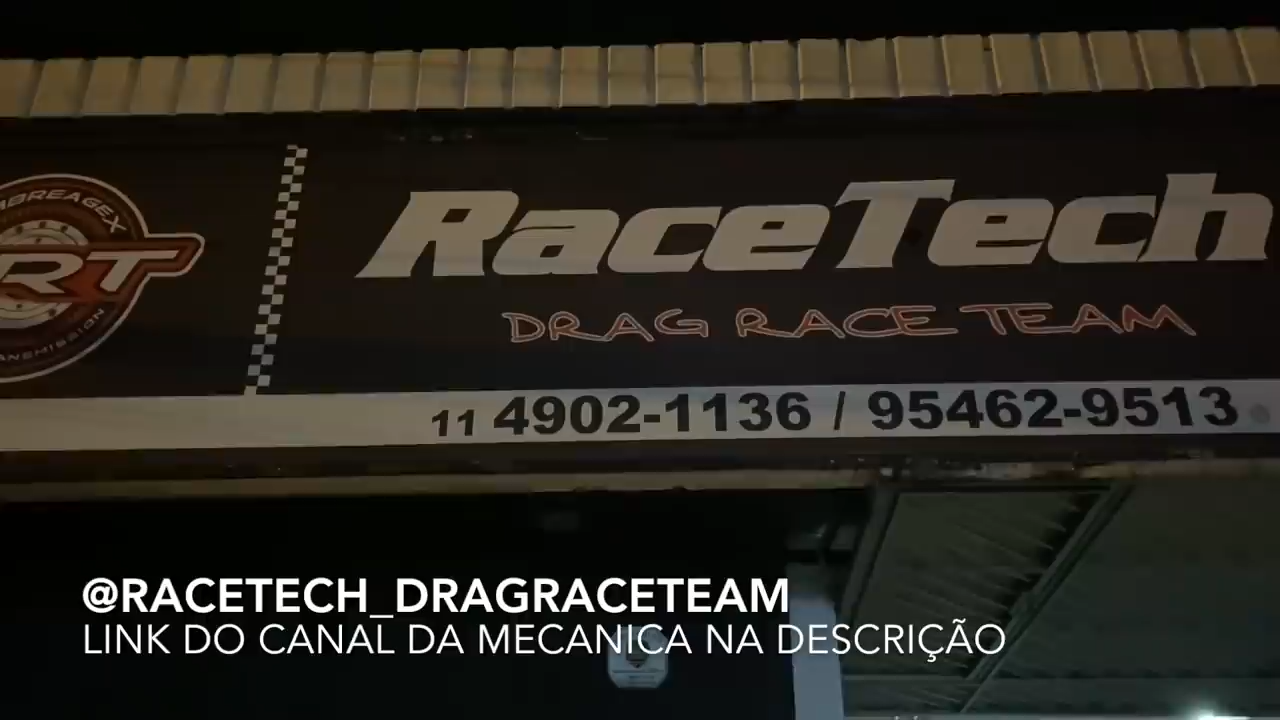 RaceTech
DRAG RACE TEAM
RT
11 4902-1136 / 95462-9513
@RACETECH_DRAGRACETEAM
LINK DO CANAL DA MECANICA NA DESCRIÇÃO